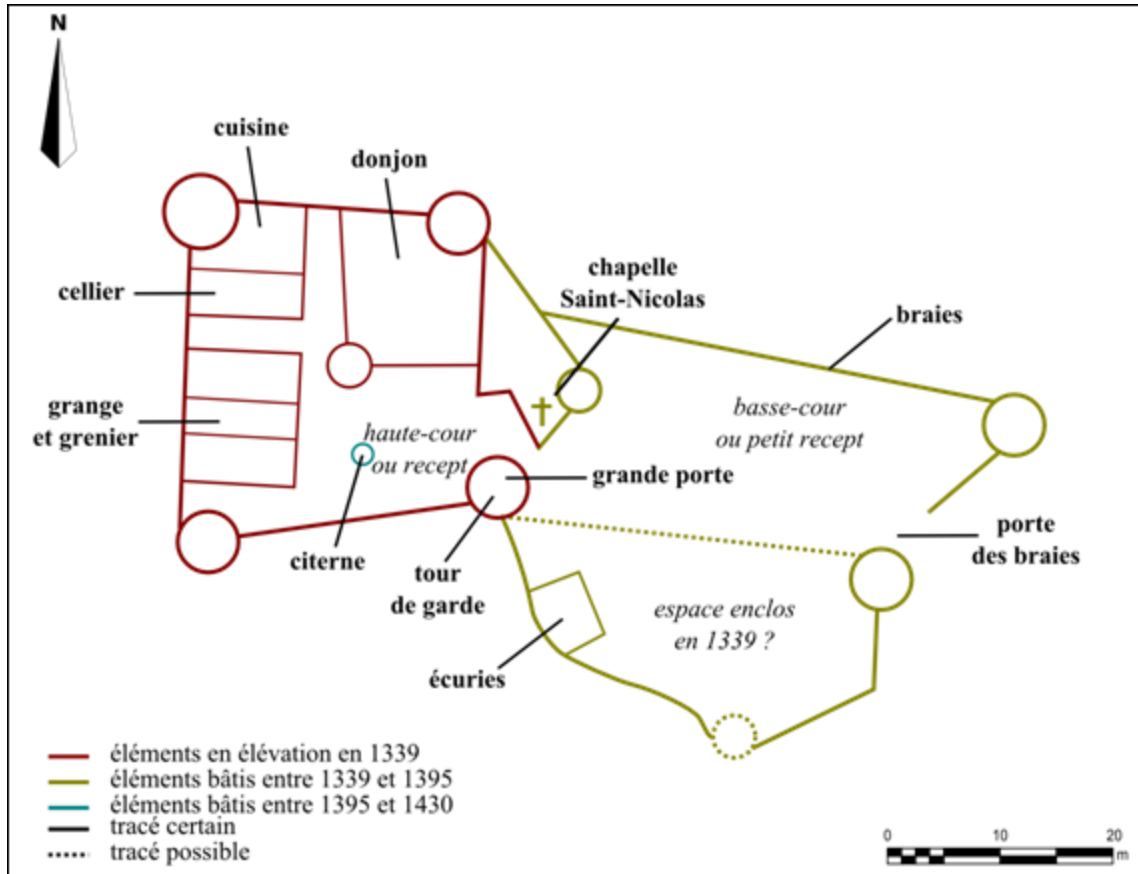 N
cuisine
donjon
chapelle
Saint-Nicolas
cellier
braies
grange
et grenier
haute-cour
ou recept
basse-cour
ou petit recept
grande porte
citerne
tour
de garde
porte
des braies
espace enclos
en 1339 ?
écuries
éléments en élévation en 1339
éléments bâtis entre 1339 et 1395
éléments bâtis entre 1395 et 1430
tracé certain
tracé possible
0 10 20
m